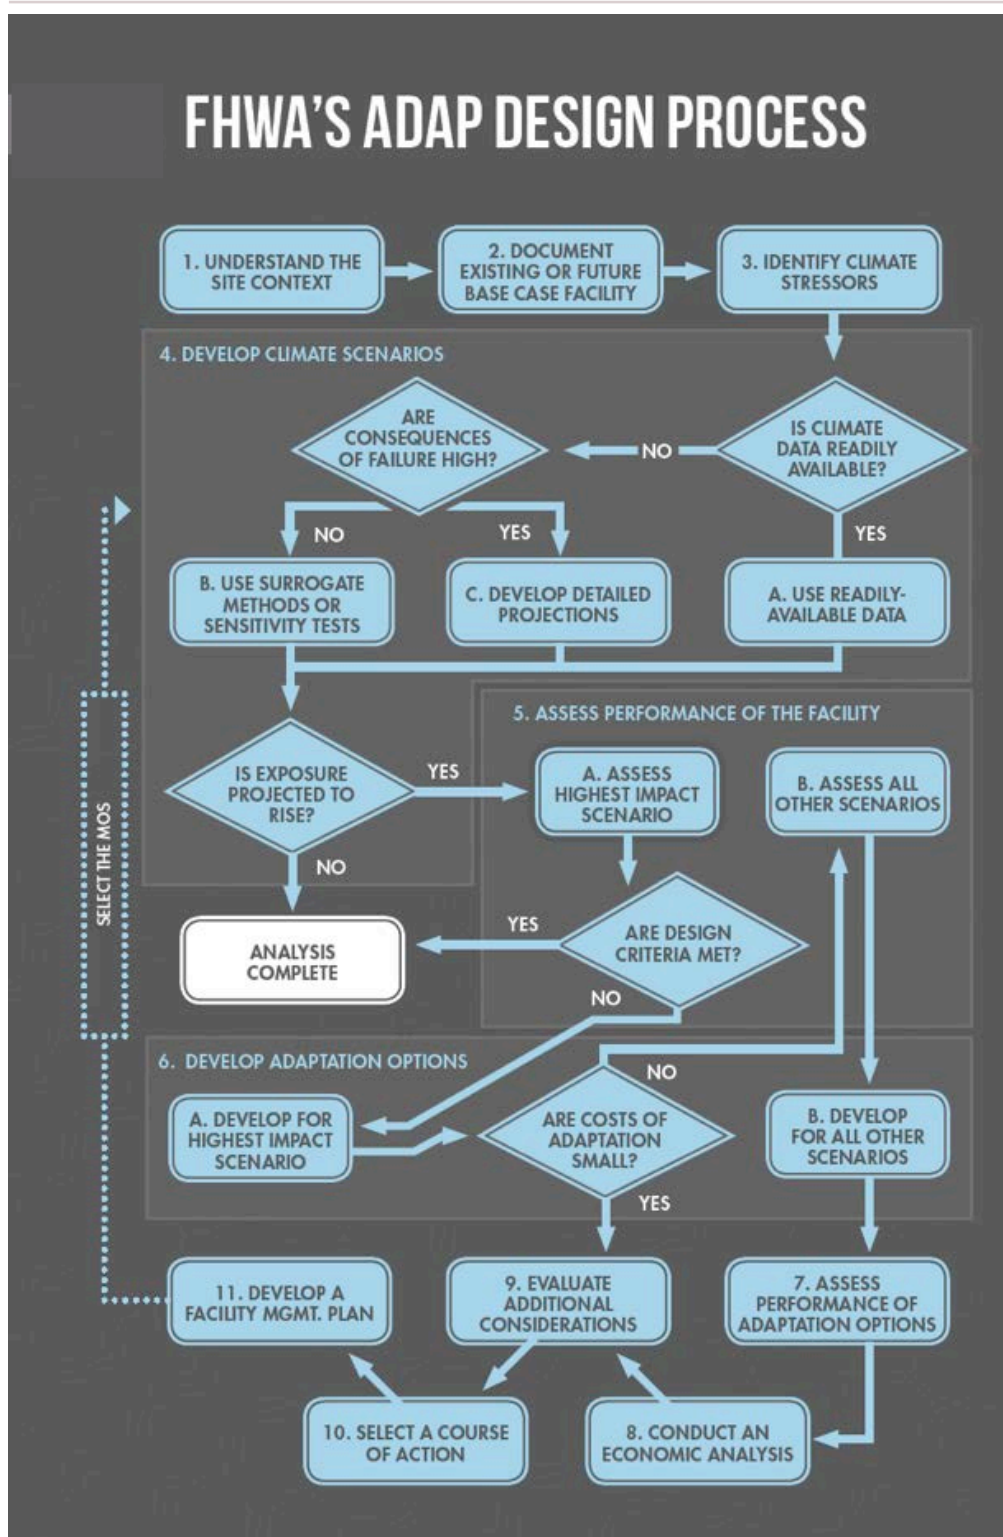 FHWA'S ADAP DESIGN PROCESS
1. UNDERSTAND THE
SITE CONTEXT
2. DOCUMENT
EXISTING OR FUTURE
BASE CASE FACILITY
3. IDENTIFY CLIMATE
STRESSORS
4. DEVELOP CLIMATE SCENARIOS
IS CLIMATE
DATA READILY
AVAILABLE?
NO
ARE
CONSEQUENCES
OF FAILURE HIGH?
NO
YES
YES
B. USE SURROGATE
METHODS OR
SENSITIVITY TESTS
C. DEVELOP DETAILED
PROJECTIONS
A. USE READILY-
AVAILABLE DATA
IS EXPOSURE
PROJECTED TO
RISE?
YES
NO
5. ASSESS PERFORMANCE OF THE FACILITY
A. ASSESS
HIGHEST IMPACT
SCENARIO
B. ASSESS ALL
OTHER SCENARIOS
SELECT THE MOS
ANALYSIS
COMPLETE
YES
ARE DESIGN
CRITERIA MET?
NO
6. DEVELOP ADAPTATION OPTIONS
NO
A. DEVELOP FOR
HIGHEST IMPACT
SCENARIO
ARE COSTS OF
ADAPTATION
SMALL?
B. DEVELOP
FOR ALL OTHER
SCENARIOS
YES
11. DEVELOP A
FACILITY MGMT. PLAN
9. EVALUATE
ADDITIONAL
CONSIDERATIONS
7. ASSESS
PERFORMANCE OF
ADAPTATION OPTIONS
10. SELECT A COURSE
OF ACTION
8. CONDUCT AN
ECONOMIC ANALYSIS